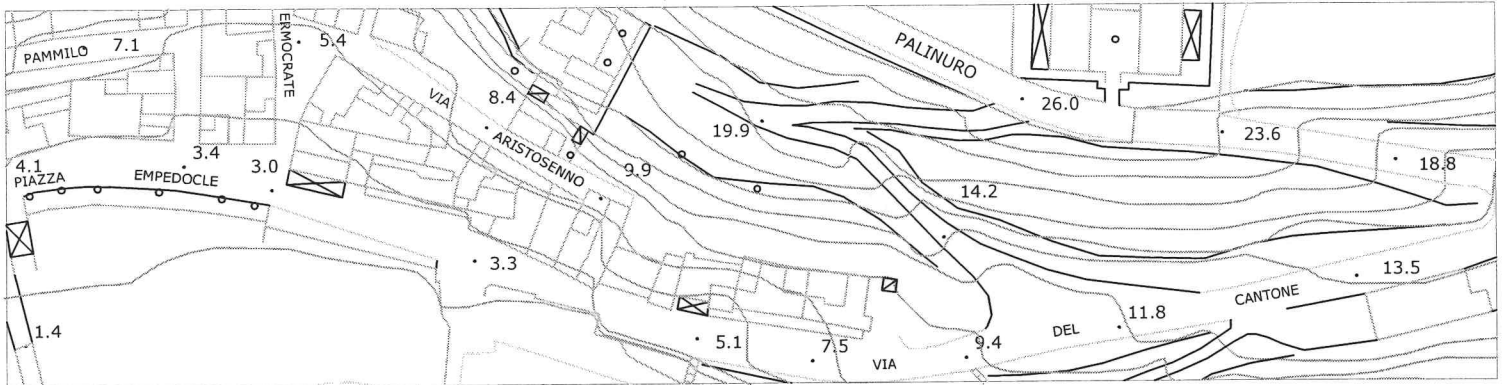 PAMMILO
7.1
ERMOCRATE
5.4
VIA
8.4
ARISTOSENNO
9.9
19.9
PALINURO
26.0
23.6
18.8
14.2
4.1
PIAZZA
EMPEDOCLE
3.4
3.0
3.3
1.4
5.1
7.5
VIA
9.4
DEL
11.8
CANTONE
13.5